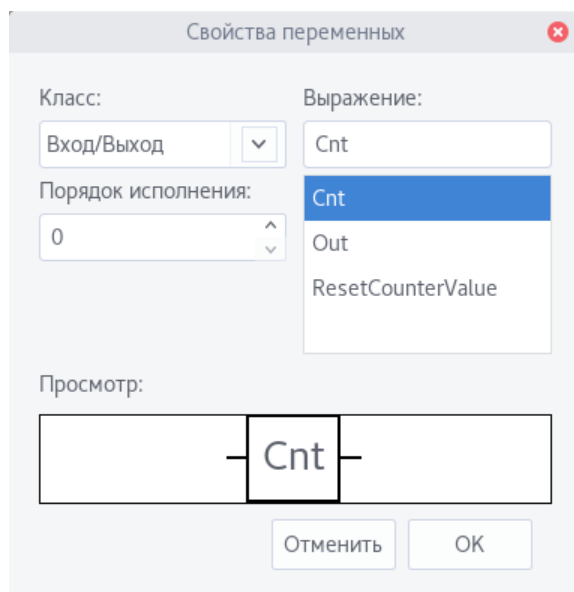 Свойства переменных
Класс:
Выражение:
Вход/Выход
Cnt
Порядок исполнения:
Cnt
0
Out
ResetCounterValue
Просмотр:
Cnt
Отменить
OK